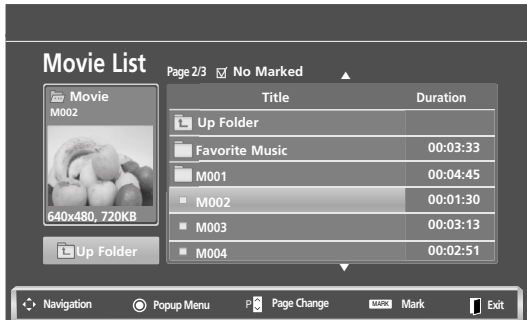 Movie List
Page 2/3 No Marked
Movie
M002
640x480, 720KB
Up Folder
Title Duration
Up Folder
Favorite Music 00:03:33
M001 00:04:45
M002 00:01:30
M003 00:03:13
M004 00:02:51
Navigation Popup Menu P Page Change MARK Mark Exit